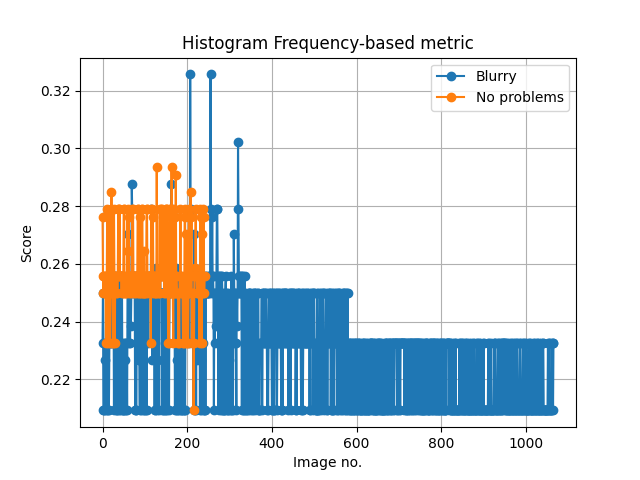 Histogram Frequency-based metric
Blurry
No problems
0.32
0.30
0.28
0.26
0.24
0.22
Score
0
200
400
600
800
1000
Image no.